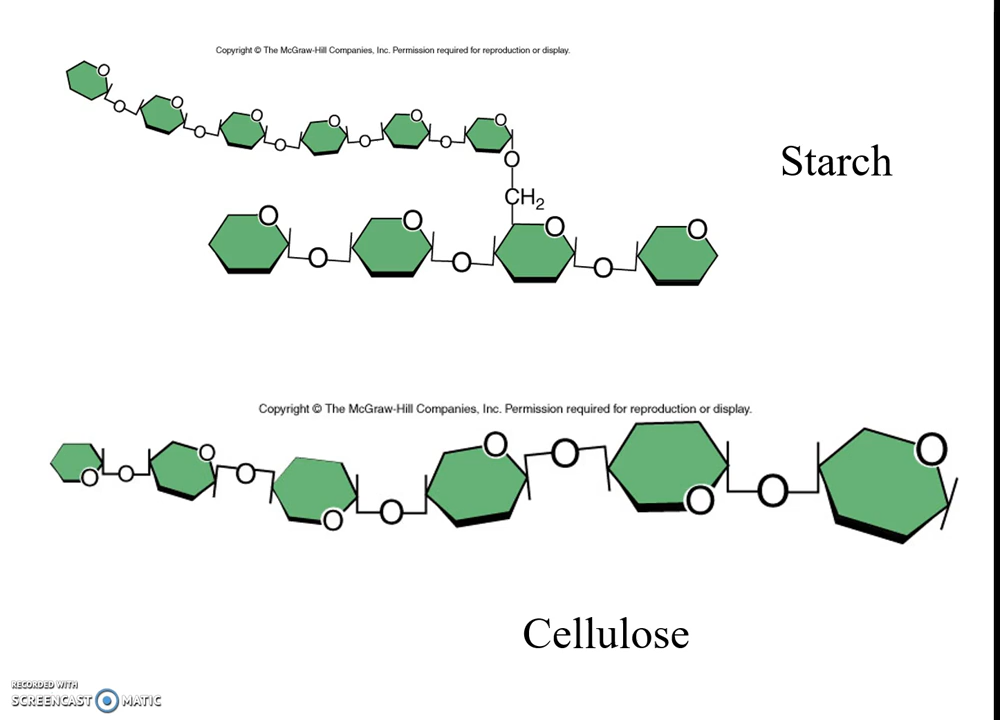 Copyright © The McGraw-Hill Companies, Inc. Permission required for reproduction or display.
O
O O O O O
O O O O O
O
Starch
CH₂
O O O O
O O O
Copyright © The McGraw-Hill Companies, Inc. Permission required for reproduction or display.
O O O O O O
O O O O O
Cellulose
RECORDED WITH
SCREENCAST MATIC